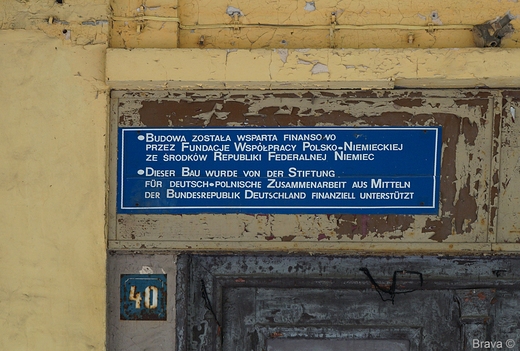 •BUDOWA ZOSTAŁA WSPARTA FINANSOWO
PRZEZ FUNDACJE WSPÓŁPRACY POLSKO-NIEMIECKIEJ
ZE ŚRODKÓW REPUBLIKI FEDERALNEJ NIEMIEC
•DIESER BAU WURDE VON DER STIFTUNG
FÜR DEUTSCH-POLNISCHE ZUSAMMENARBEIT AUS MITTELN
DER BUNDESREPUBLIK DEUTSCHLAND FINANZIELL UNTERSTÜTZT
40
Brava ©